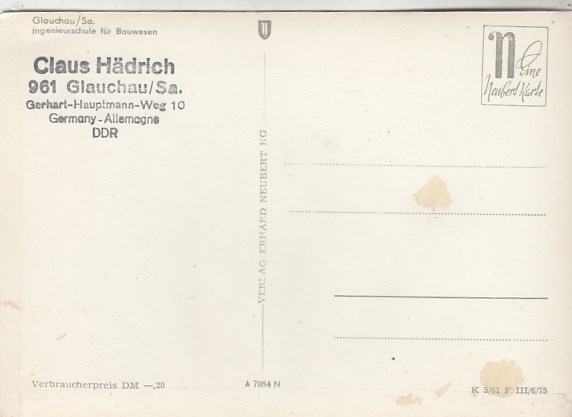 Glauchau/Sa.
Ingenieurschule für Bauwesen
Claus Hädrich
961 Glauchau/Sa.
Gerhart-Hauptmann-Weg 10
Germany-Allemagne
DDR
n
Eine
Neubert Karte
VERLAG ERHARD NEUBERT KG
Verbraucherpreis DM —,20
A 7084 N
K 5/61 F III/6/75